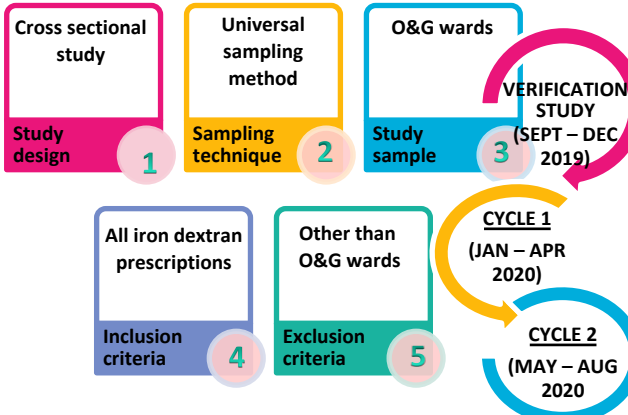 Cross sectional
study
Study
design
1
Universal
sampling
method
Sampling
technique
2
O&G wards
Study
sample
3
All iron dextran
prescriptions
Inclusion
criteria
4
Other than
O&G wards
Exclusion
criteria
5
VERIFICATION
STUDY
(SEPT – DEC
2019)
CYCLE 1
(JAN – APR
2020)
CYCLE 2
(MAY – AUG
2020